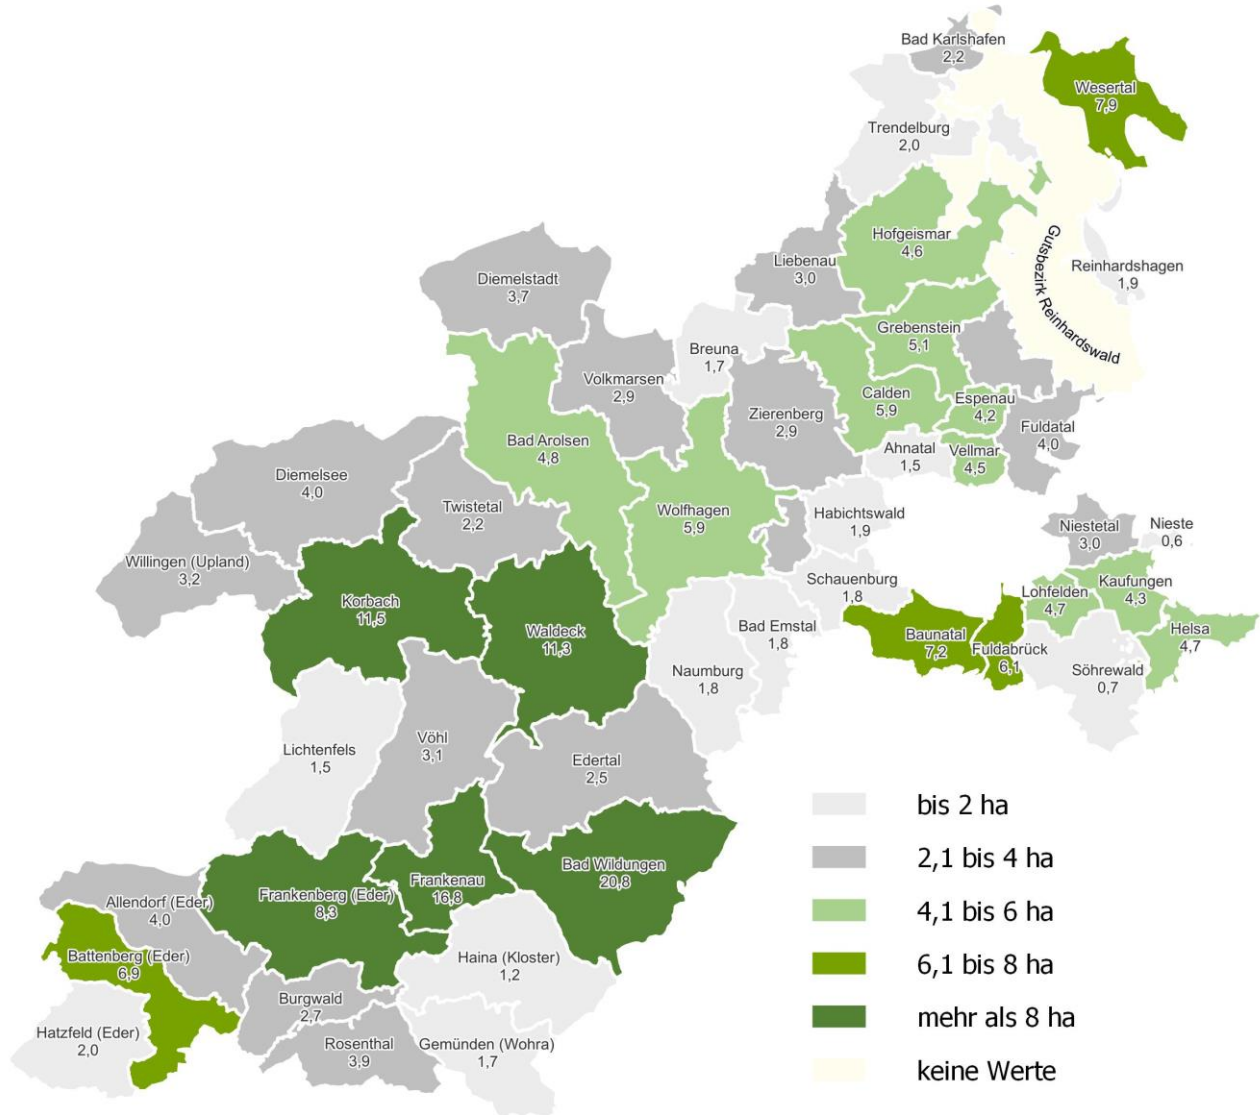 Bad Karlshafen
2,2
Wesertal
7,9
Trendelburg
2,0
Hofgeismar
4,6
Liebenau
3,0
Gutsbezirk Reinhardswald
Reinhardshagen
1,9
Diemelstadt
3,7
Grebenstein
5,1
Breuna
1,7
Volkmarsen
2,9
Calden
5,9
Espenau
4,2
Zierenberg
2,9
Fuldatal
4,0
Bad Arolsen
4,8
Ahnatal
1,5
Vellmar
4,5
Diemelsee
4,0
Twistetal
2,2
Wolfhagen
5,9
Habichtswald
1,9
Niestetal
3,0
Nieste
0,6
Willingen (Upland)
3,2
Schauenburg
1,8
Lohfelden
4,7
Kaufungen
4,3
Korbach
11,5
Waldeck
11,3
Bad Emstal
1,8
Baunatal
7,2
Fuldabrück
6,1
Helsa
4,7
Naumburg
1,8
Söhrewald
0,7
Lichtenfels
1,5
Vöhl
3,1
Edertal
2,5
bis 2 ha
2,1 bis 4 ha
4,1 bis 6 ha
6,1 bis 8 ha
mehr als 8 ha
keine Werte
Bad Wildungen
20,8
Frankenau
16,8
Frankenberg (Eder)
8,3
Allendorf (Eder)
4,0
Battenberg (Eder)
6,9
Haina (Kloster)
1,2
Burgwald
2,7
Hatzfeld (Eder)
2,0
Rosenthal
3,9
Gemünden (Wohra)
1,7